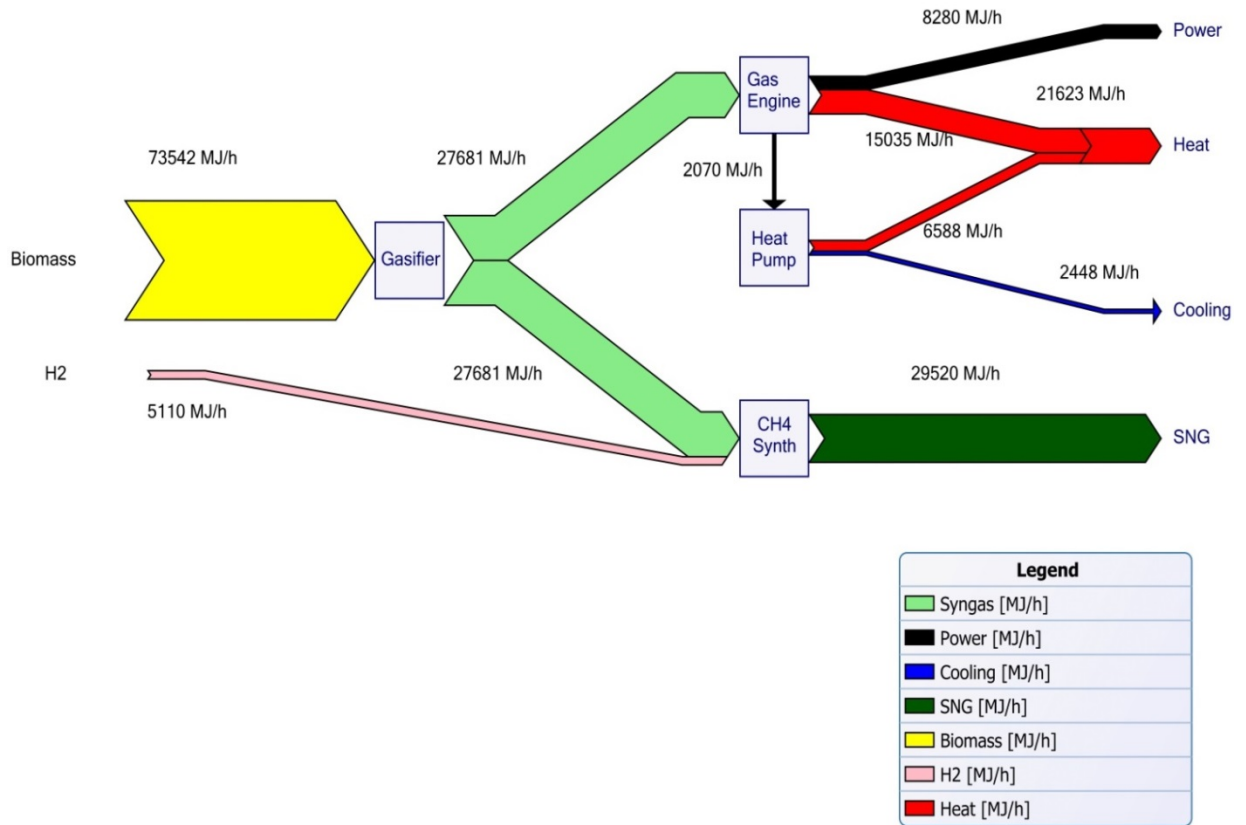 8280 MJ/h
Power
Gas
Engine
21623 MJ/h
73542 MJ/h
27681 MJ/h
15035 MJ/h
Heat
2070 MJ/h
Biomass
Gasifier
Heat
Pump
6588 MJ/h
2448 MJ/h
Cooling
H2
27681 MJ/h
29520 MJ/h
5110 MJ/h
CH4
Synth
SNG
Legend
Syngas [MJ/h]
Power [MJ/h]
Cooling [MJ/h]
SNG [MJ/h]
Biomass [MJ/h]
H2 [MJ/h]
Heat [MJ/h]